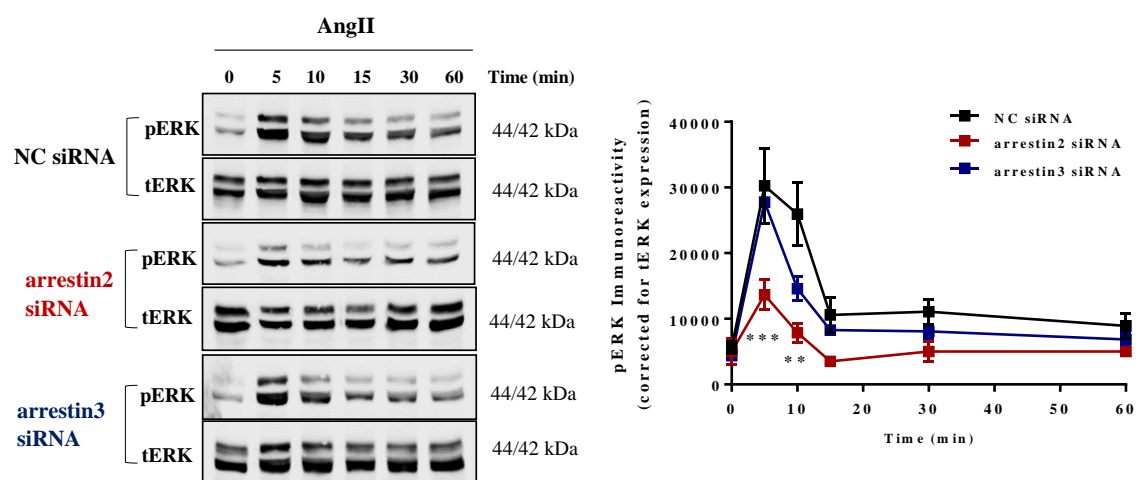 AngII
0 5 10 15 30 60 Time (min)
NC siRNA
pERK 44/42 kDa
tERK 44/42 kDa
arrestin2
siRNA
pERK 44/42 kDa
tERK 44/42 kDa
arrestin3
siRNA
pERK 44/42 kDa
tERK 44/42 kDa
pERK Immunoreactivity
(corrected for tERK expression)
40000
30000
20000
10000
0
NC siRNA
arrestin2 siRNA
arrestin3 siRNA
***
**
0 10 20 30 40 50 60
Time (min)